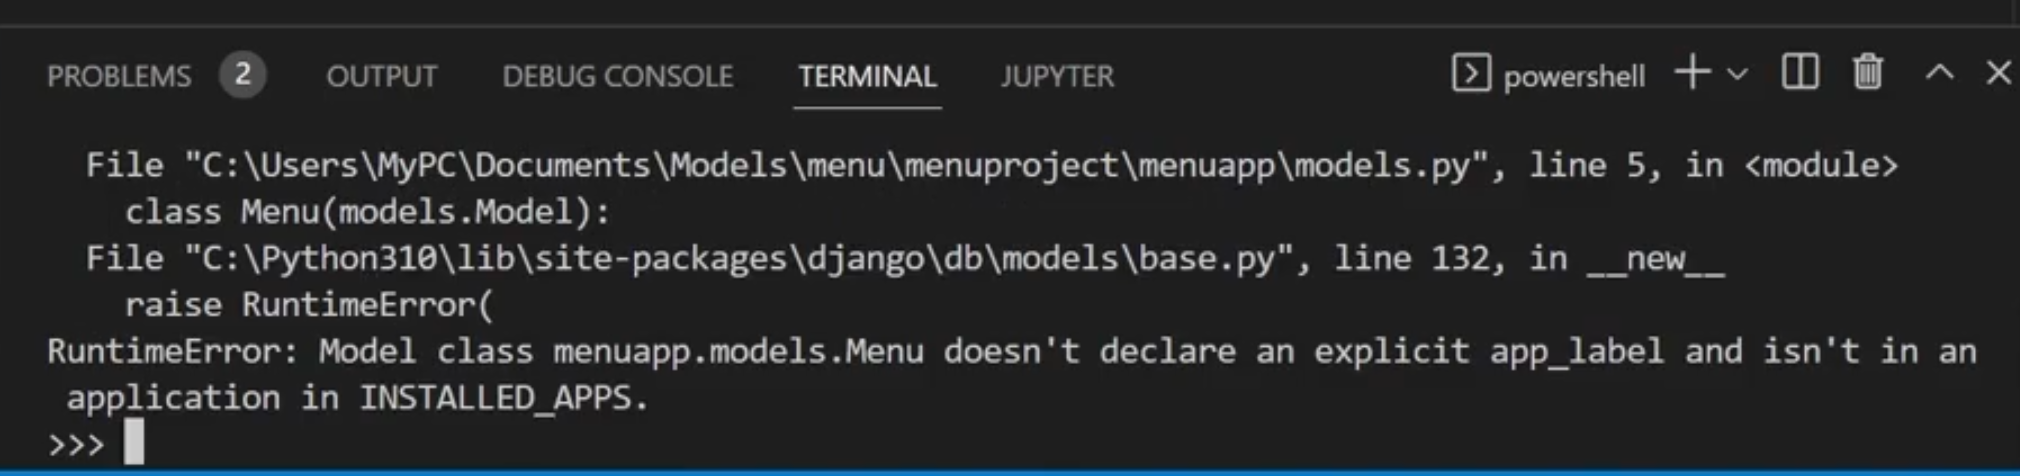 PROBLEMS 2 OUTPUT DEBUG CONSOLE TERMINAL JUPYTER powershell
File "C:\Users\MyPC\Documents\Models\menu\menuproject\menuapp\models.py", line 5, in <module>
class Menu(models.Model):
File "C:\Python310\lib\site-packages\django\db\models\base.py", line 132, in __new__
raise RuntimeError(
RuntimeError: Model class menuapp.models.Menu doesn't declare an explicit app_label and isn't in an
application in INSTALLED_APPS.
>>>